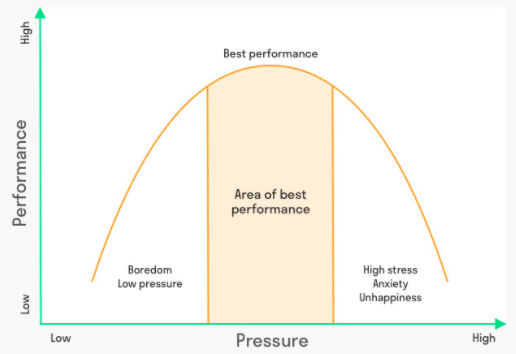 High
Best performance
Performance
Area of best
performance
Boredom
Low pressure
High stress
Anxiety
Unhappiness
Low
Low
Pressure
High